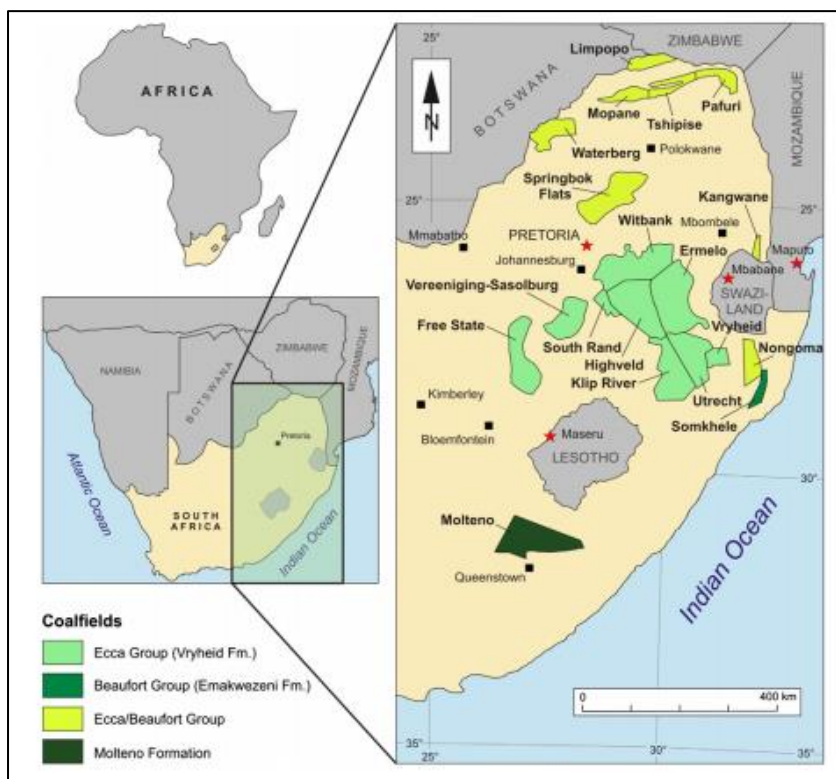 AFRICA
NAMIBIA
BOTSWANA
ZIMBABWE
MOZAMBIQUE
Pretoria
SOUTH
AFRICA
Atlantic Ocean
Indian Ocean
Coalfields
Ecca Group (Vryheid Fm.)
Beaufort Group (Emakwezeni Fm.)
Ecca/Beaufort Group
Molteno Formation
25°
ZIMBABWE
Limpopo
BOTSWANA
N
Mopane
Tshipise
Pafuri
MOZAMBIQUE
Waterberg
Polokwane
Springbok
Flats
25°
25°
Kangwane
Witbank
Mbombele
Mmabatho
PRETORIA
Ermelo
Maputo
Johannesburg
Mbabane
Vereeniging-Sasolburg
SWAZI-
LAND
Free State
Vryheid
South Rand
Nongoma
Highveld
Klip River
Kimberley
Utrecht
Somkhele
Bloemfontein
Maseru
LESOTHO
30°
Molteno
Queenstown
Indian Ocean
0
400 km
35°
25°
30°
35°